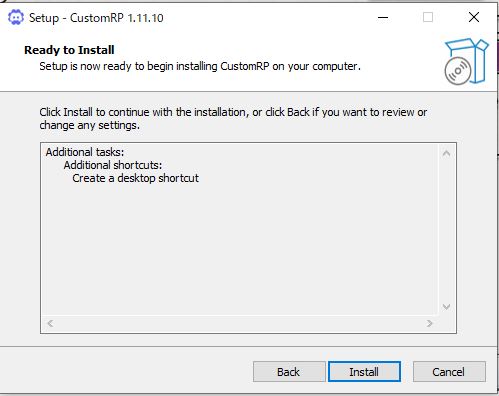 Setup - CustomRP 1.11.10
Ready to Install
Setup is now ready to begin installing CustomRP on your computer.
Click Install to continue with the installation, or click Back if you want to review or
change any settings.
Additional tasks:
Additional shortcuts:
Create a desktop shortcut
Back
Install
Cancel